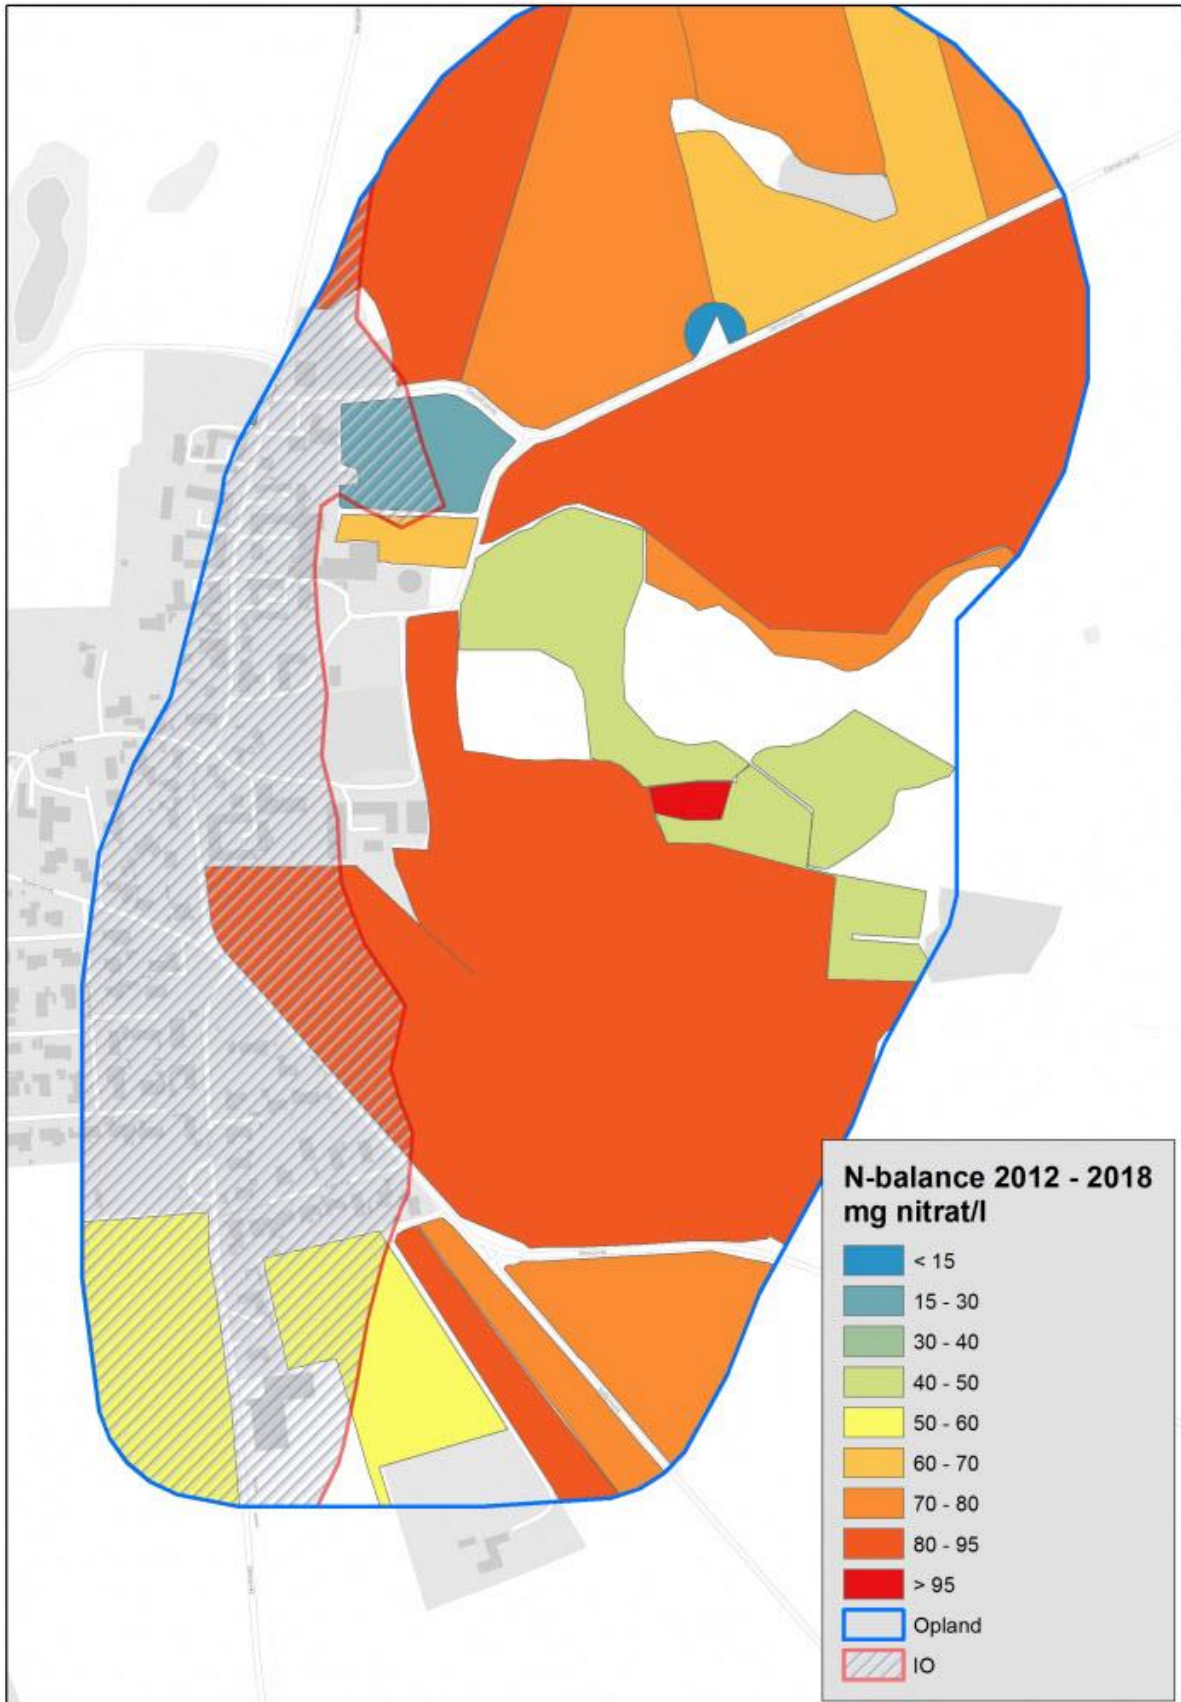 N-balance 2012 - 2018
mg nitrat/l
< 15
15 - 30
30 - 40
40 - 50
50 - 60
60 - 70
70 - 80
80 - 95
> 95
Opland
IO